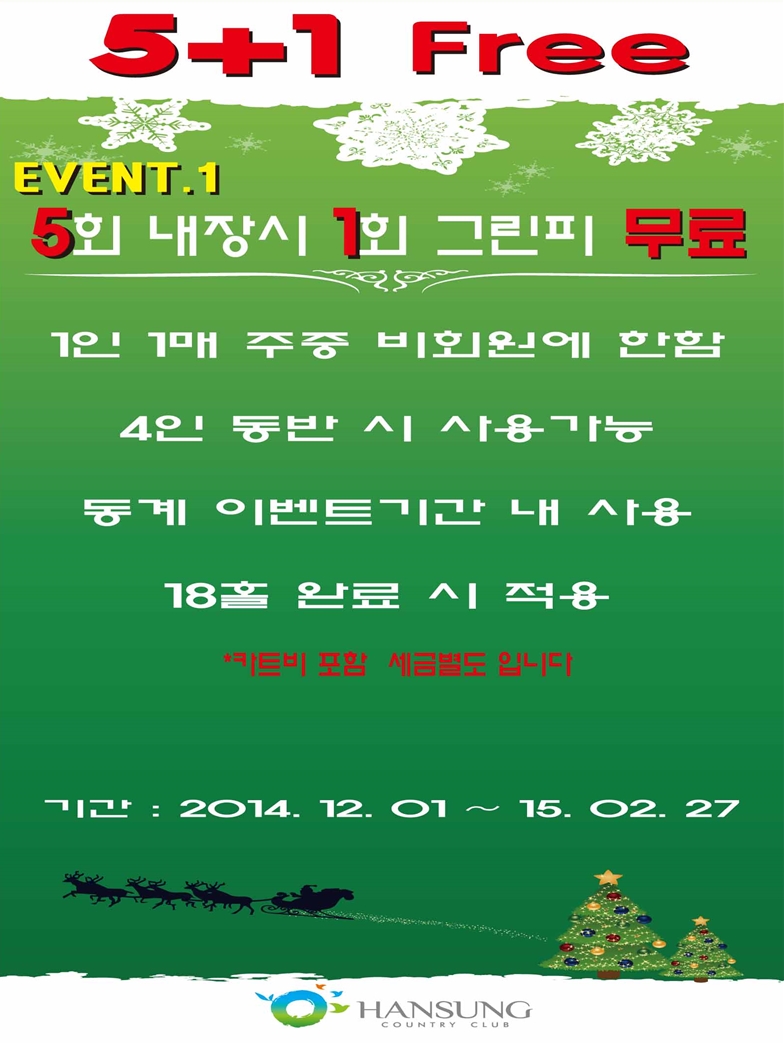 5+1 Free
EVENT.1
5회 내장시 1회 그린피 무료
1인 1매 주중 비회원에 한함
4인 동반 시 사용가능
동계 이벤트기간 내 사용
18홀 완료 시 적용
*카트비 포함 세금별도 입니다
기간 : 2014. 12. 01 ~ 15. 02. 27
HANSUNG
COUNTRY CLUB